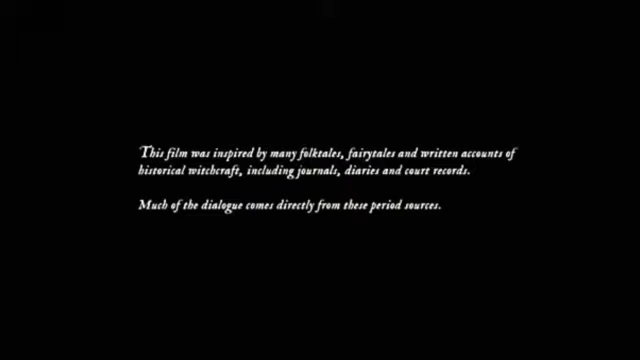 This film was inspired by many folktales, fairytales and written accounts of
historical witchcraft, including journals, diaries and court records.
Much of the dialogue comes directly from these period sources.